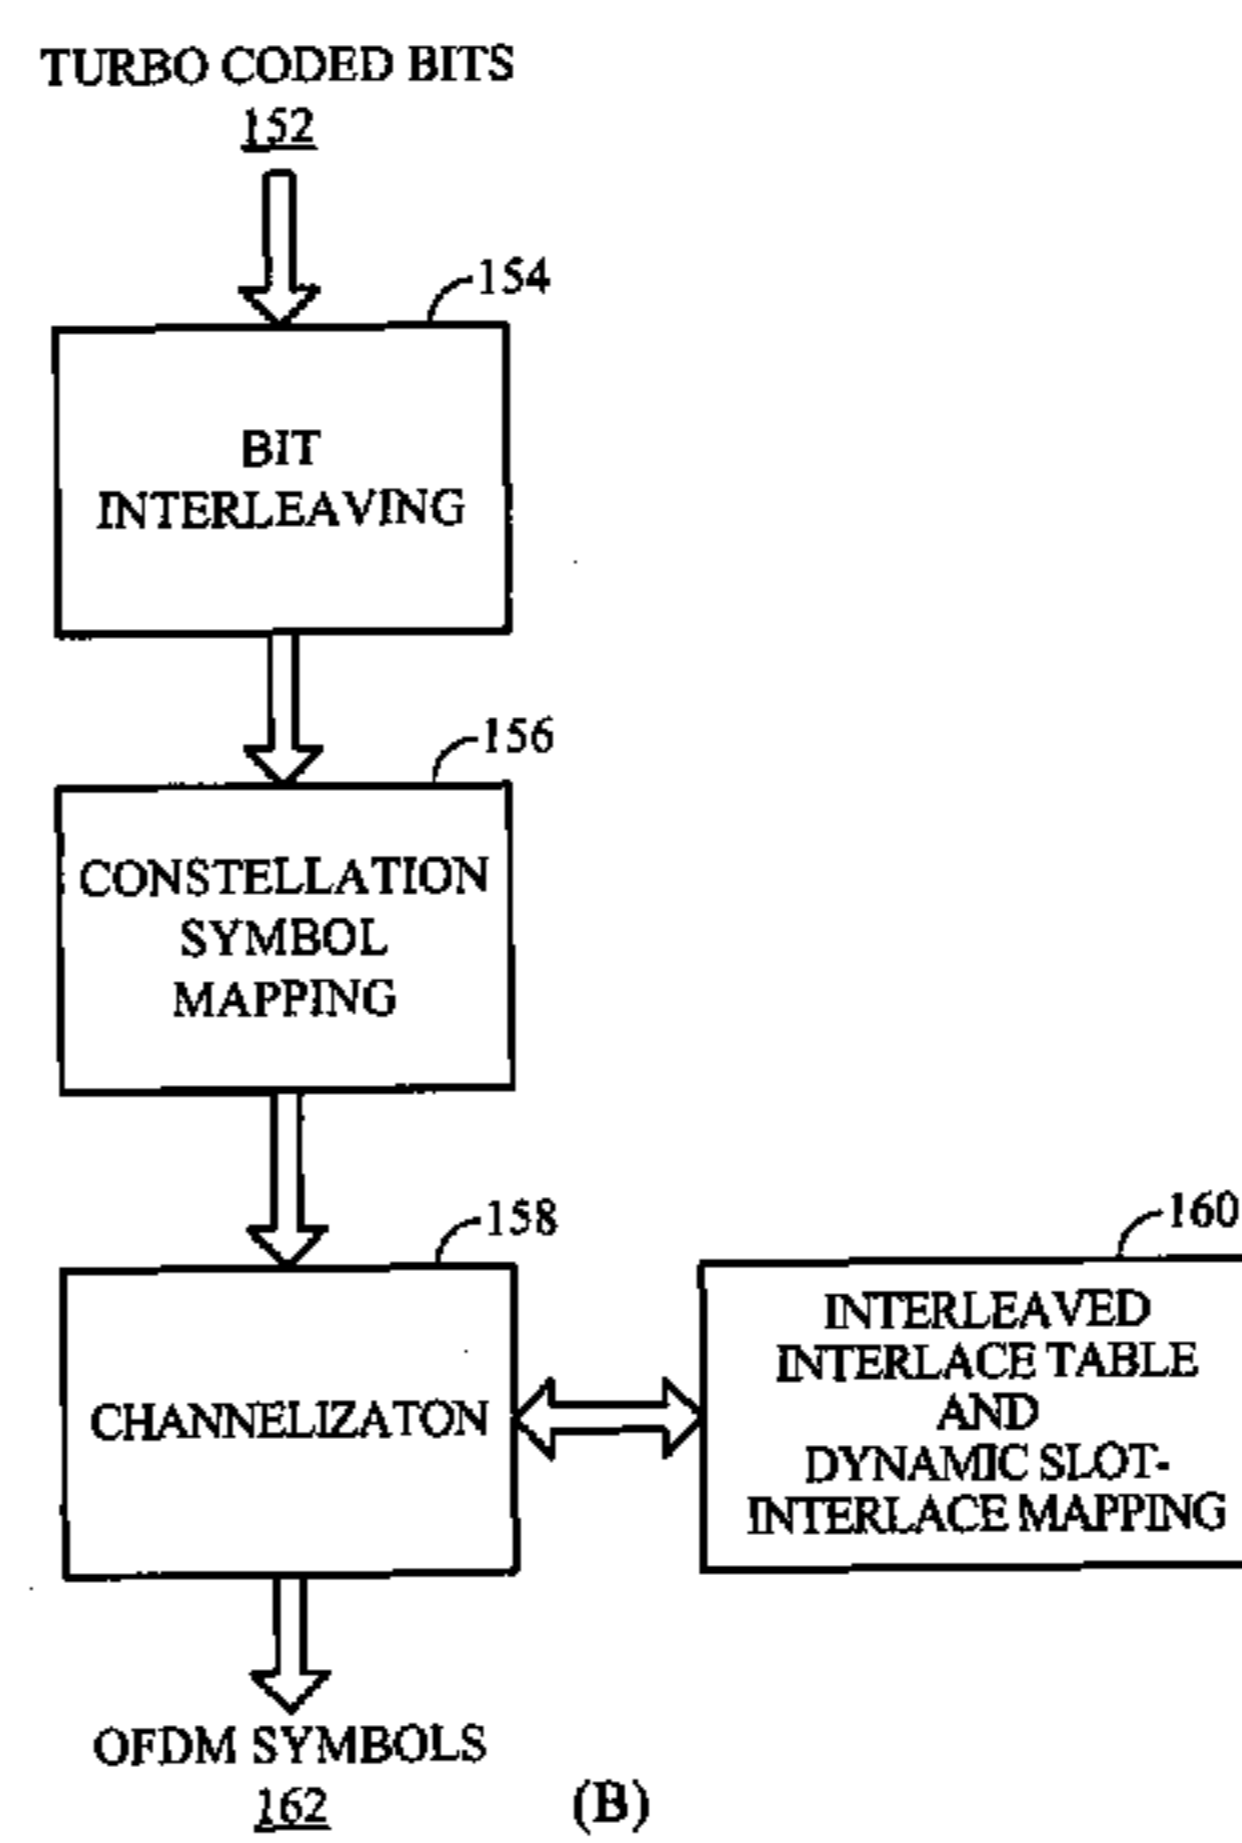 TURBO CODED BITS
152
154
BIT
INTERLEAVING
156
CONSTELLATION
SYMBOL
MAPPING
158
CHANNELIZATON
160
INTERLEAVED
INTERLACE TABLE
AND
DYNAMIC SLOT-
INTERLACE MAPPING
OFDM SYMBOLS
162
(B)